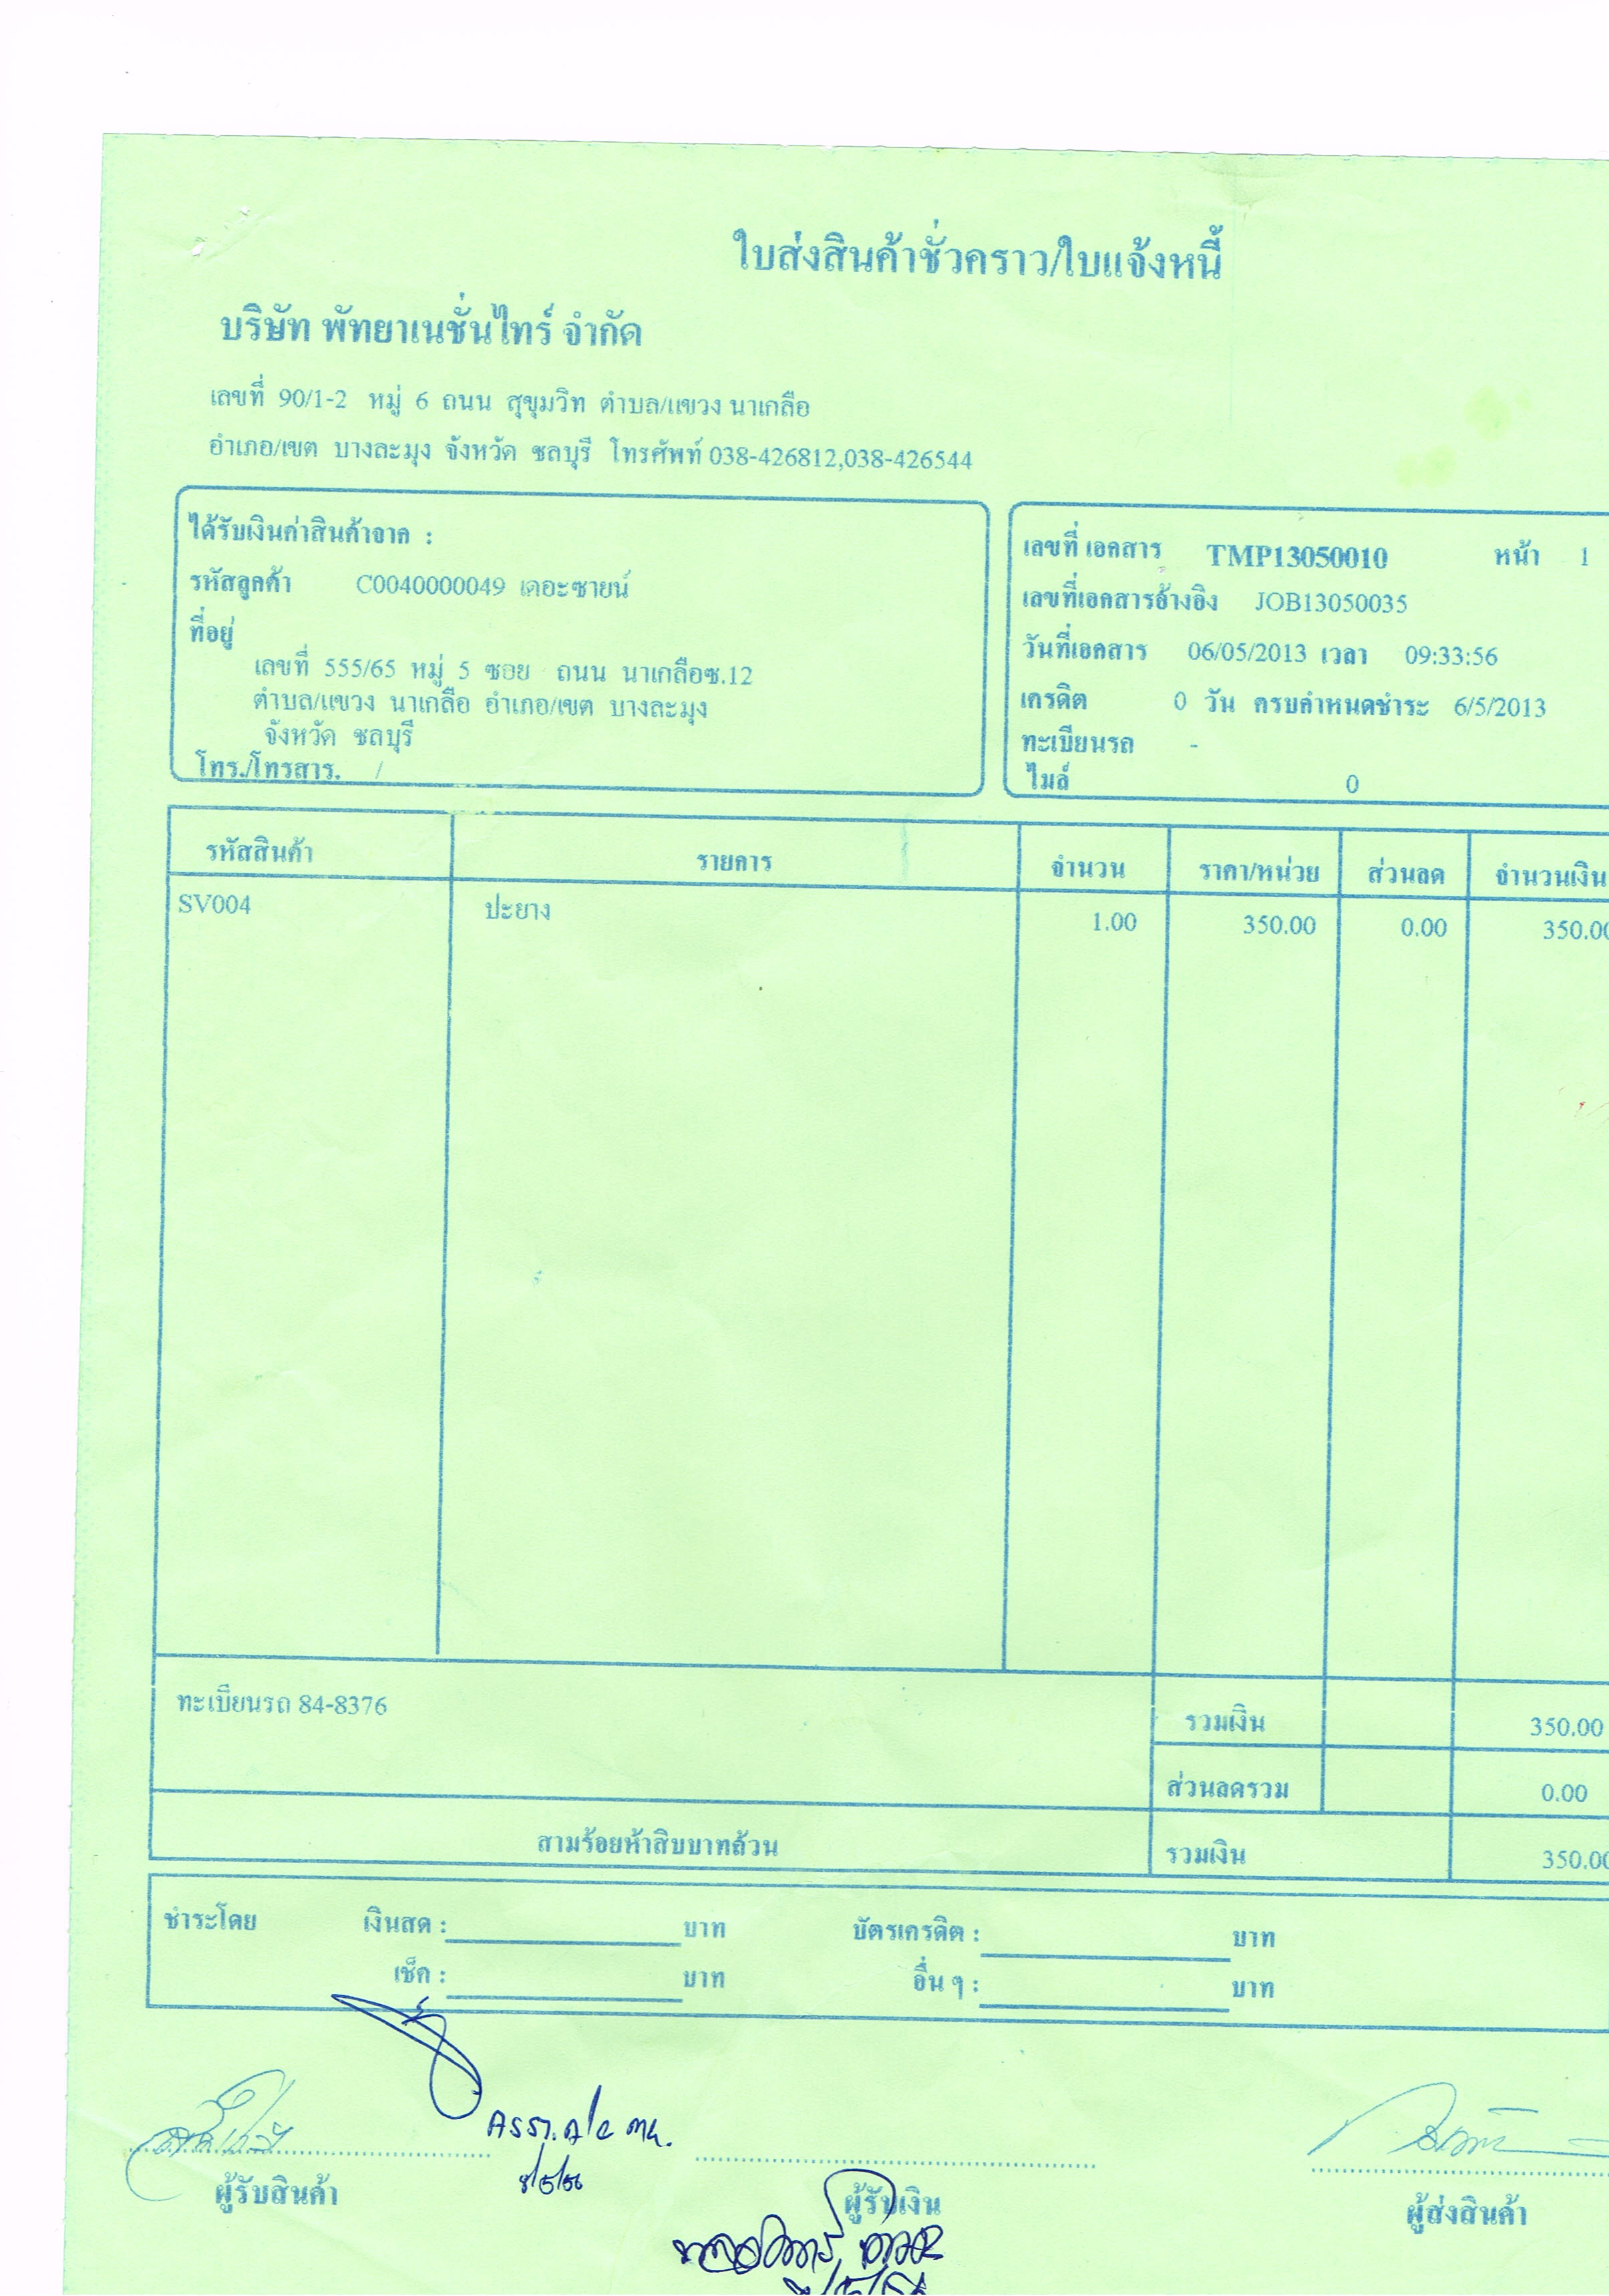 ใบส่งสินค้าชั่วคราว/ใบแจ้งหนี้
บริษัท พัทยาเนชั่นไทร์ จำกัด
เลขที่ 90/1-2 หมู่ 6 ถนน สุขุมวิท ตำบล/แขวง นาเกลือ
อำเภอ/เขต บางละมุง จังหวัด ชลบุรี โทรศัพท์ 038-426812,038-426544
ได้รับเงินค่าสินค้าจาก :
รหัสลูกค้า C0040000049 เดอะซายน์
ที่อยู่
เลขที่ 555/65 หมู่ 5 ซอย ถนน นาเกลือซ.12
ตำบล/แขวง นาเกลือ อำเภอ/เขต บางละมุง
จังหวัด ชลบุรี
โทร./โทรสาร. /
เลขที่ เอกสาร TMP13050010 หน้า 1
เลขที่เอกสารอ้างอิง JOB13050035
วันที่เอกสาร 06/05/2013 เวลา 09:33:56
เครดิต 0 วัน ครบกำหนดชำระ 6/5/2013
ทะเบียนรถ -
ไมล์ 0
รหัสสินค้า รายการ จำนวน ราคา/หน่วย ส่วนลด จำนวนเงิน
SV004 ปะยาง 1.00 350.00 0.00 350.00
ทะเบียนรถ 84-8376 รวมเงิน 350.00
ส่วนลดรวม 0.00
สามร้อยห้าสิบบาทถ้วน รวมเงิน 350.00
ชำระโดย เงินสด : บาท บัตรเครดิต : บาท
เช็ค : บาท อื่น ๆ : บาท
8/5/56
ผู้รับสินค้า ผู้รับเงิน ผู้ส่งสินค้า